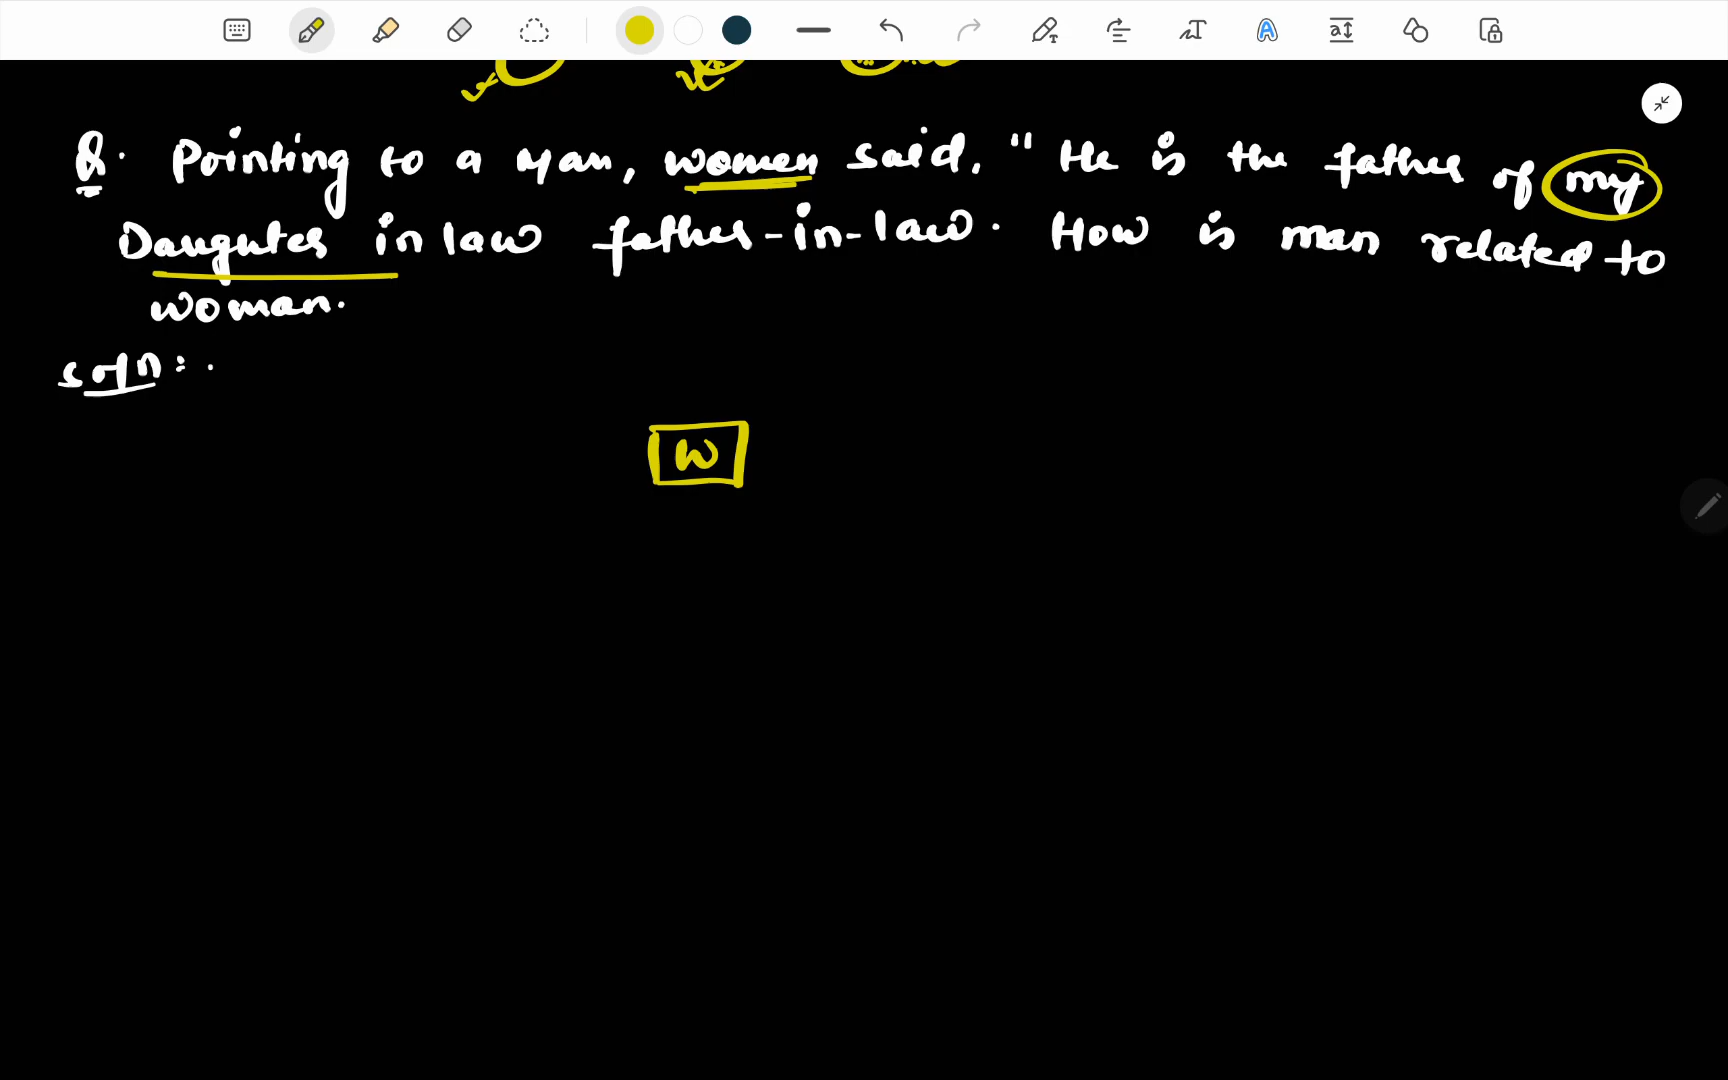 Q. Pointing to a man, women said. "He is the father of my
Daughter in law father-in-law. How is man related to
woman.
soln:.
W